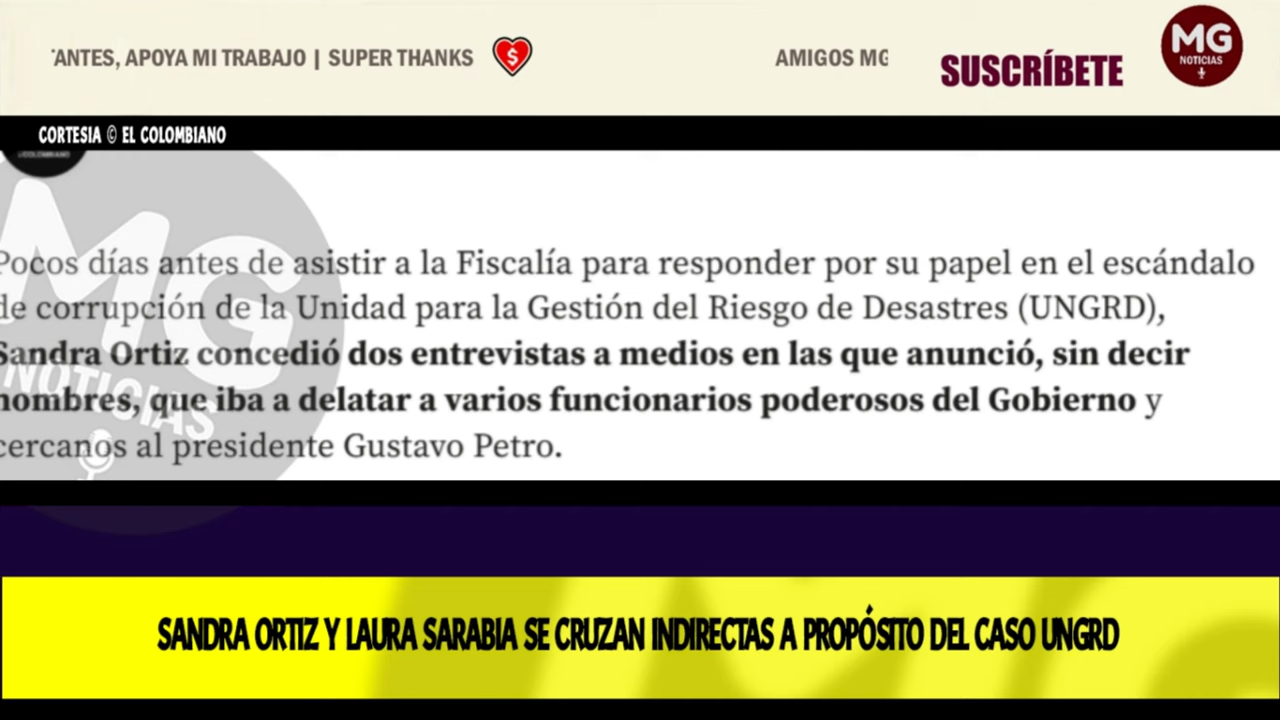 'ANTES, APOYA MI TRABAJO | SUPER THANKS
$
AMIGOS MG
SUSCRÍBETE
MG
NOTICIAS
CORTESIA © EL COLOMBIANO
MG
NOTICIAS
Pocos días antes de asistir a la Fiscalía para responder por su papel en el escándalo
de corrupción de la Unidad para la Gestión del Riesgo de Desastres (UNGRD),
Sandra Ortiz concedió dos entrevistas a medios en las que anunció, sin decir
nombres, que iba a delatar a varios funcionarios poderosos del Gobierno y
cercanos al presidente Gustavo Petro.
SANDRA ORTIZ Y LAURA SARABIA SE CRUZAN INDIRECTAS A PROPÓSITO DEL CASO UNGRD